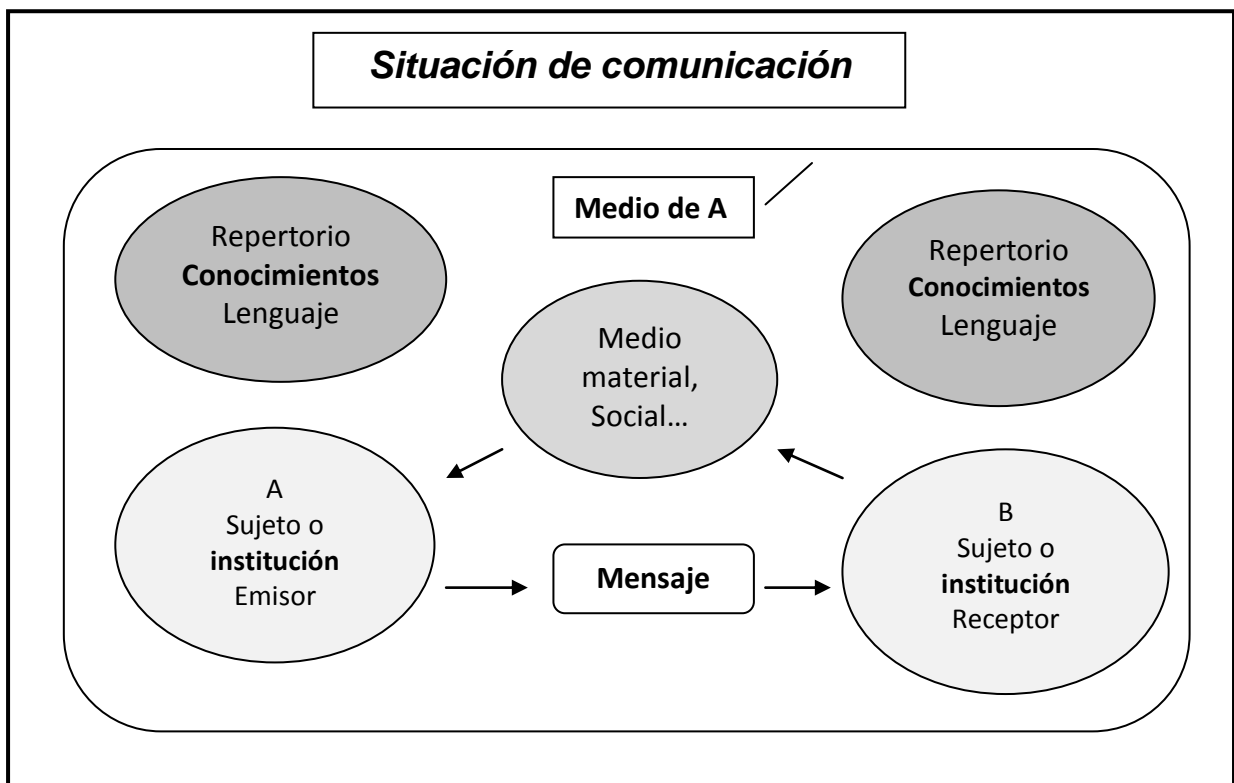 Situación de comunicación
Medio de A
Repertorio
Conocimientos
Lenguaje
Repertorio
Conocimientos
Lenguaje
Medio
material,
Social...
A
Sujeto o
institución
Emisor
Mensaje
B
Sujeto o
institución
Receptor